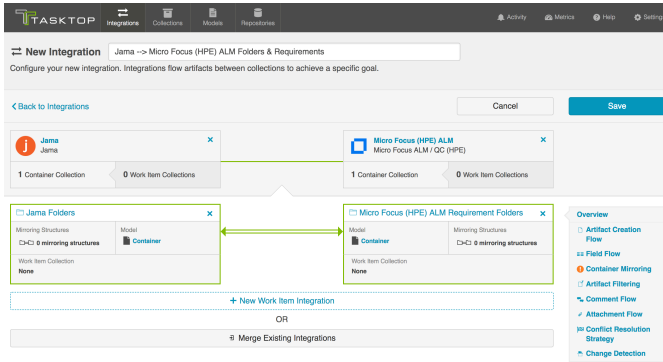 TASKTOP
Integrations
Collections
Models
Repositories
Activity
Metrics
Help
Setting
New Integration
Jama --> Micro Focus (HPE) ALM Folders & Requirements
Configure your new integration. Integrations flow artifacts between collections to achieve a specific goal.
Back to Integrations
Cancel
Save
Jama
Jama
1 Container Collection
0 Work Item Collections
Micro Focus (HPE) ALM
Micro Focus ALM / QC (HPE)
1 Container Collection
0 Work Item Collections
Jama Folders
Mirroring Structures
0 mirroring structures
Model
Container
Work Item Collection
None
Micro Focus (HPE) ALM Requirement Folders
Model
Container
Mirroring Structures
0 mirroring structures
Work Item Collection
None
+ New Work Item Integration
OR
Merge Existing Integrations
Overview
Artifact Creation
Flow
Field Flow
Container Mirroring
Artifact Filtering
Comment Flow
Attachment Flow
Conflict Resolution
Strategy
Change Detection